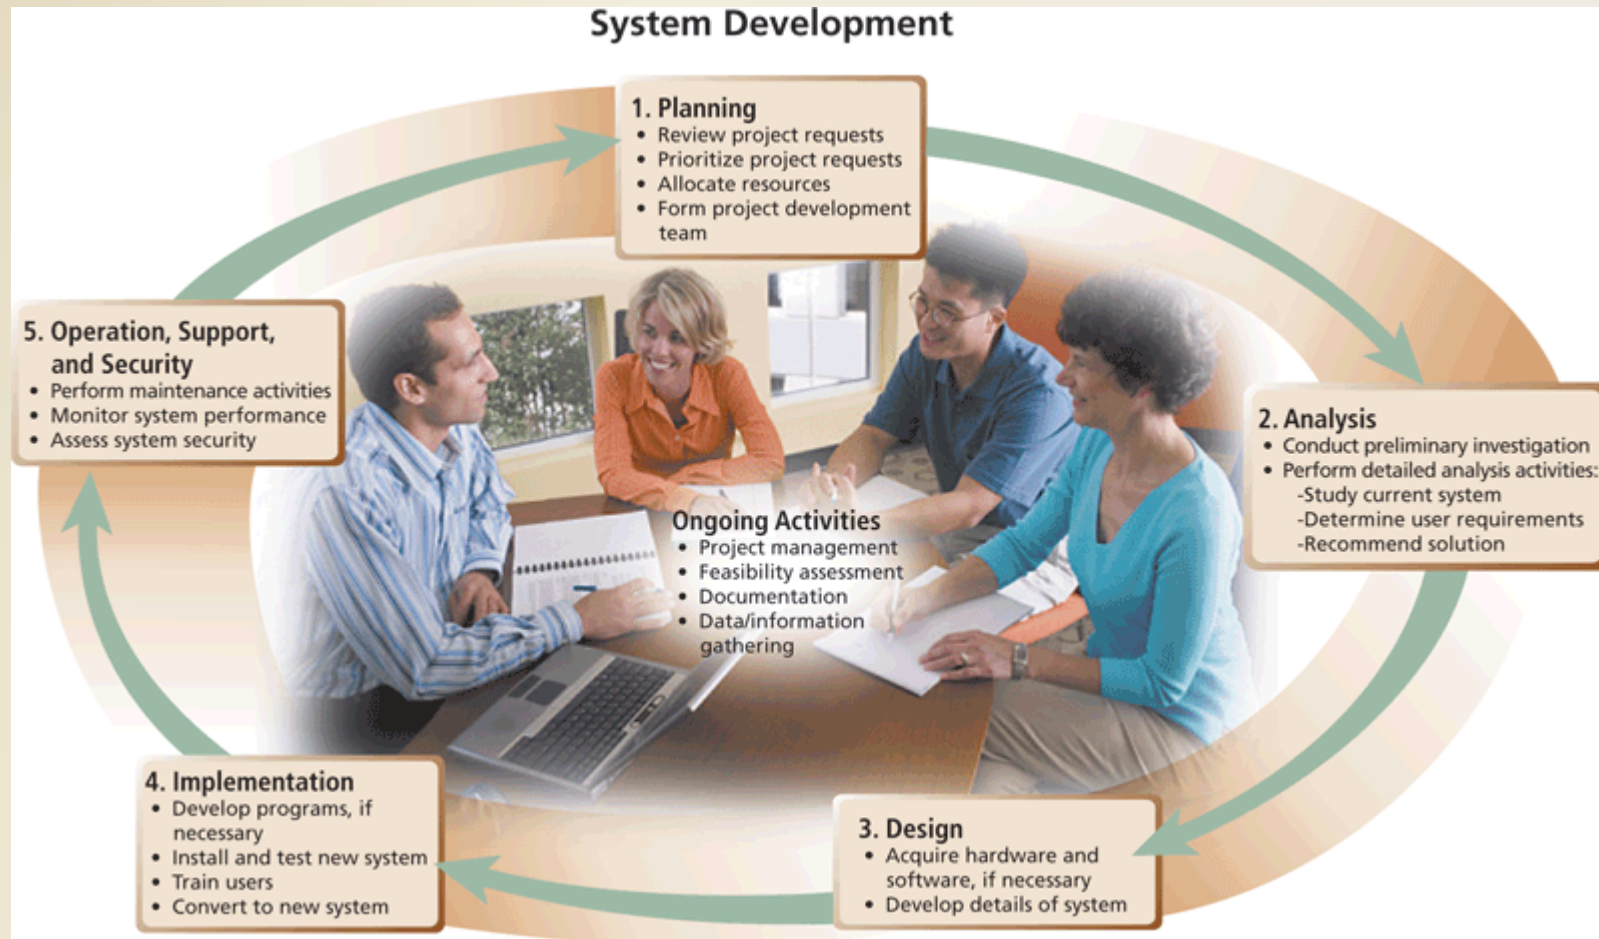 System Development
1. Planning
• Review project requests
• Prioritize project requests
• Allocate resources
• Form project development
team
2. Analysis
• Conduct preliminary investigation
• Perform detailed analysis activities:
-Study current system
-Determine user requirements
-Recommend solution
3. Design
• Acquire hardware and
software, if necessary
• Develop details of system
4. Implementation
• Develop programs, if
necessary
• Install and test new system
• Train users
• Convert to new system
5. Operation, Support,
and Security
• Perform maintenance activities
• Monitor system performance
• Assess system security
Ongoing Activities
• Project management
• Feasibility assessment
• Documentation
• Data/information
gathering